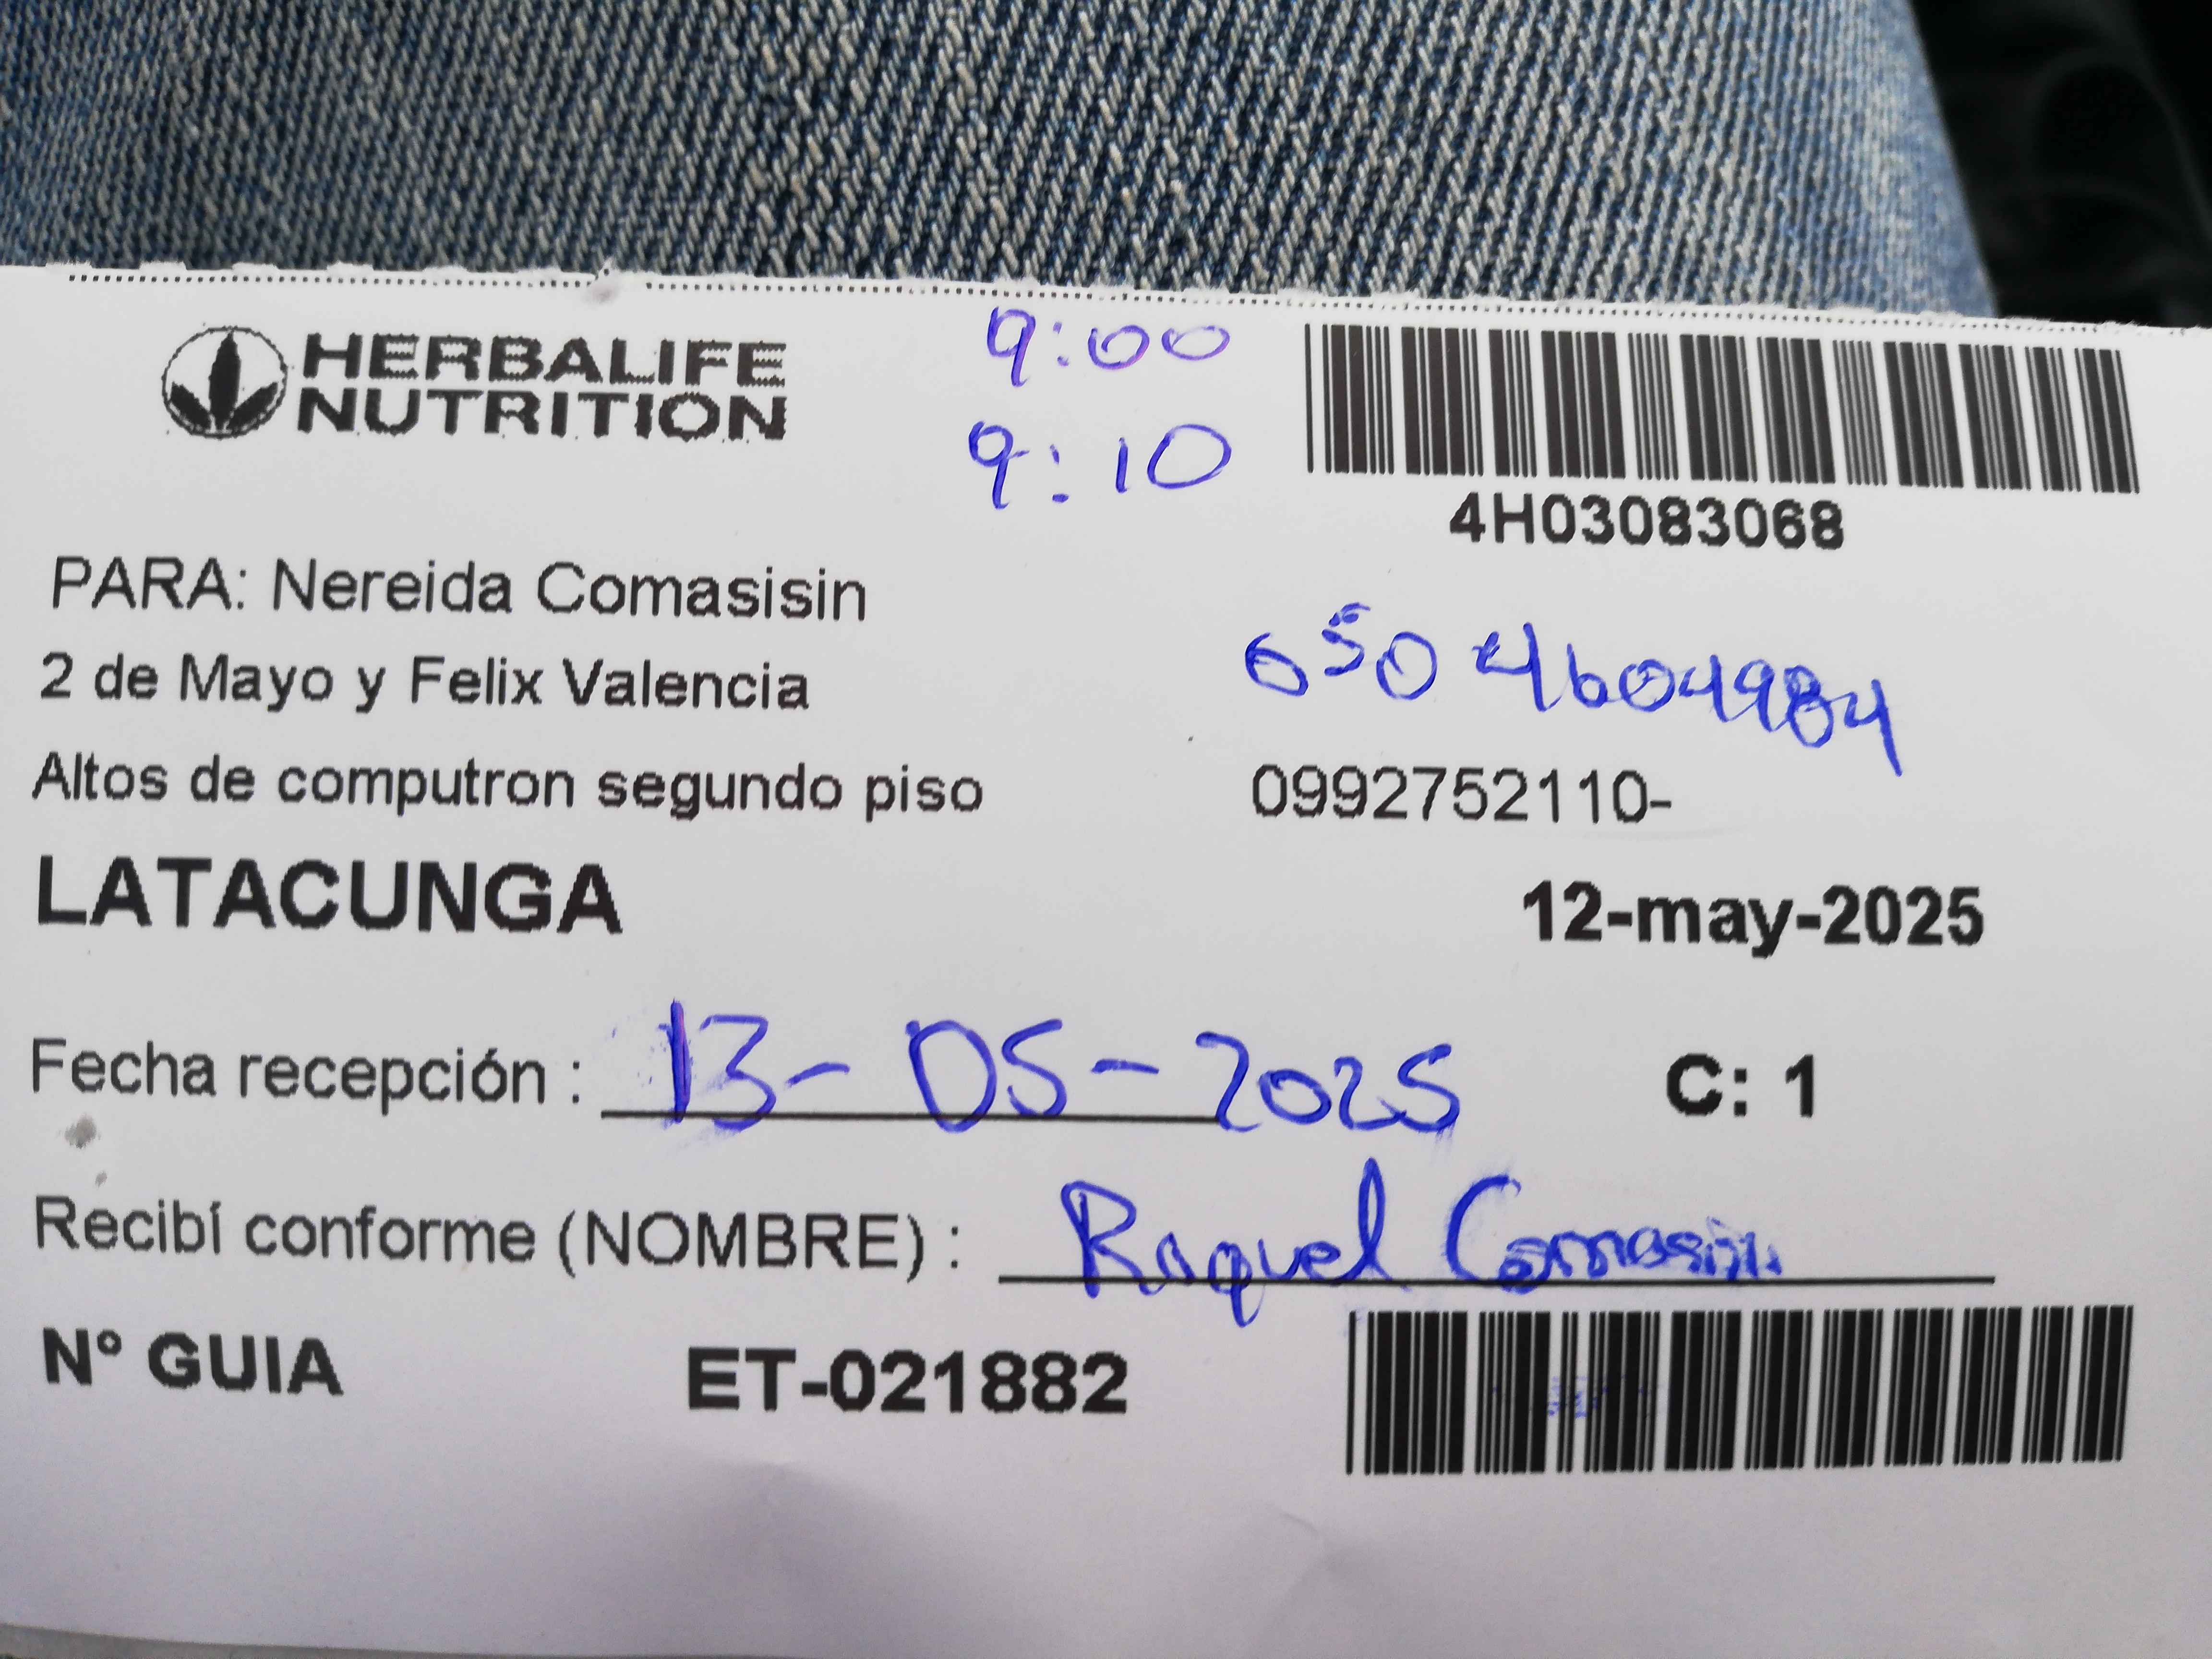 HERBALIFE
NUTRITION
9:00
9:10
4H03083068
PARA: Nereida Comasisin
2 de Mayo y Felix Valencia
Altos de computron segundo piso
0992752110-
LATACUNGA
12-may-2025
Fecha recepción : 13-05-2025
C: 1
Recibí conforme (NOMBRE) : Raquel Comasisin
Nº GUIA
ET-021882